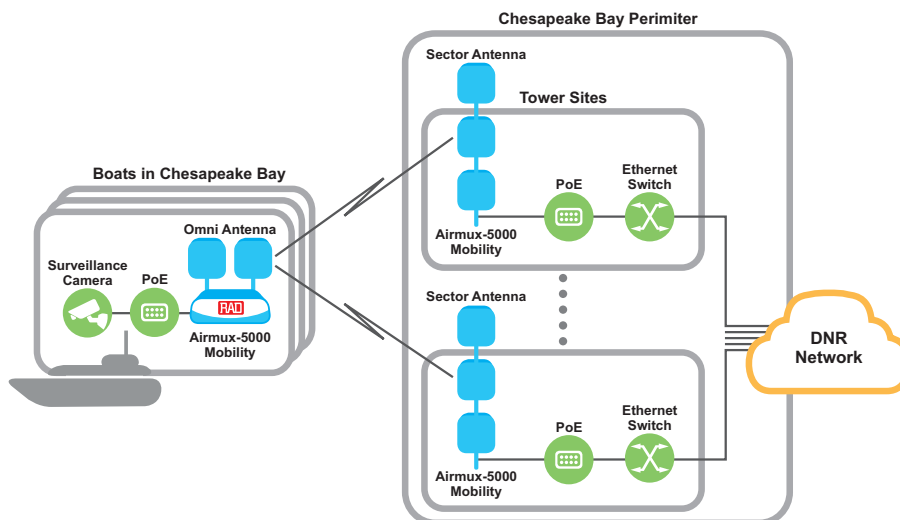 Chesapeake Bay Perimiter
Sector Antenna
Tower Sites
PoE
Ethernet
Switch
Airmux-5000
Mobility
Boats in Chesapeake Bay
Omni Antenna
Surveillance
Camera
PoE
RAD
Airmux-5000
Mobility
Sector Antenna
PoE
Ethernet
Switch
Airmux-5000
Mobility
DNR
Network